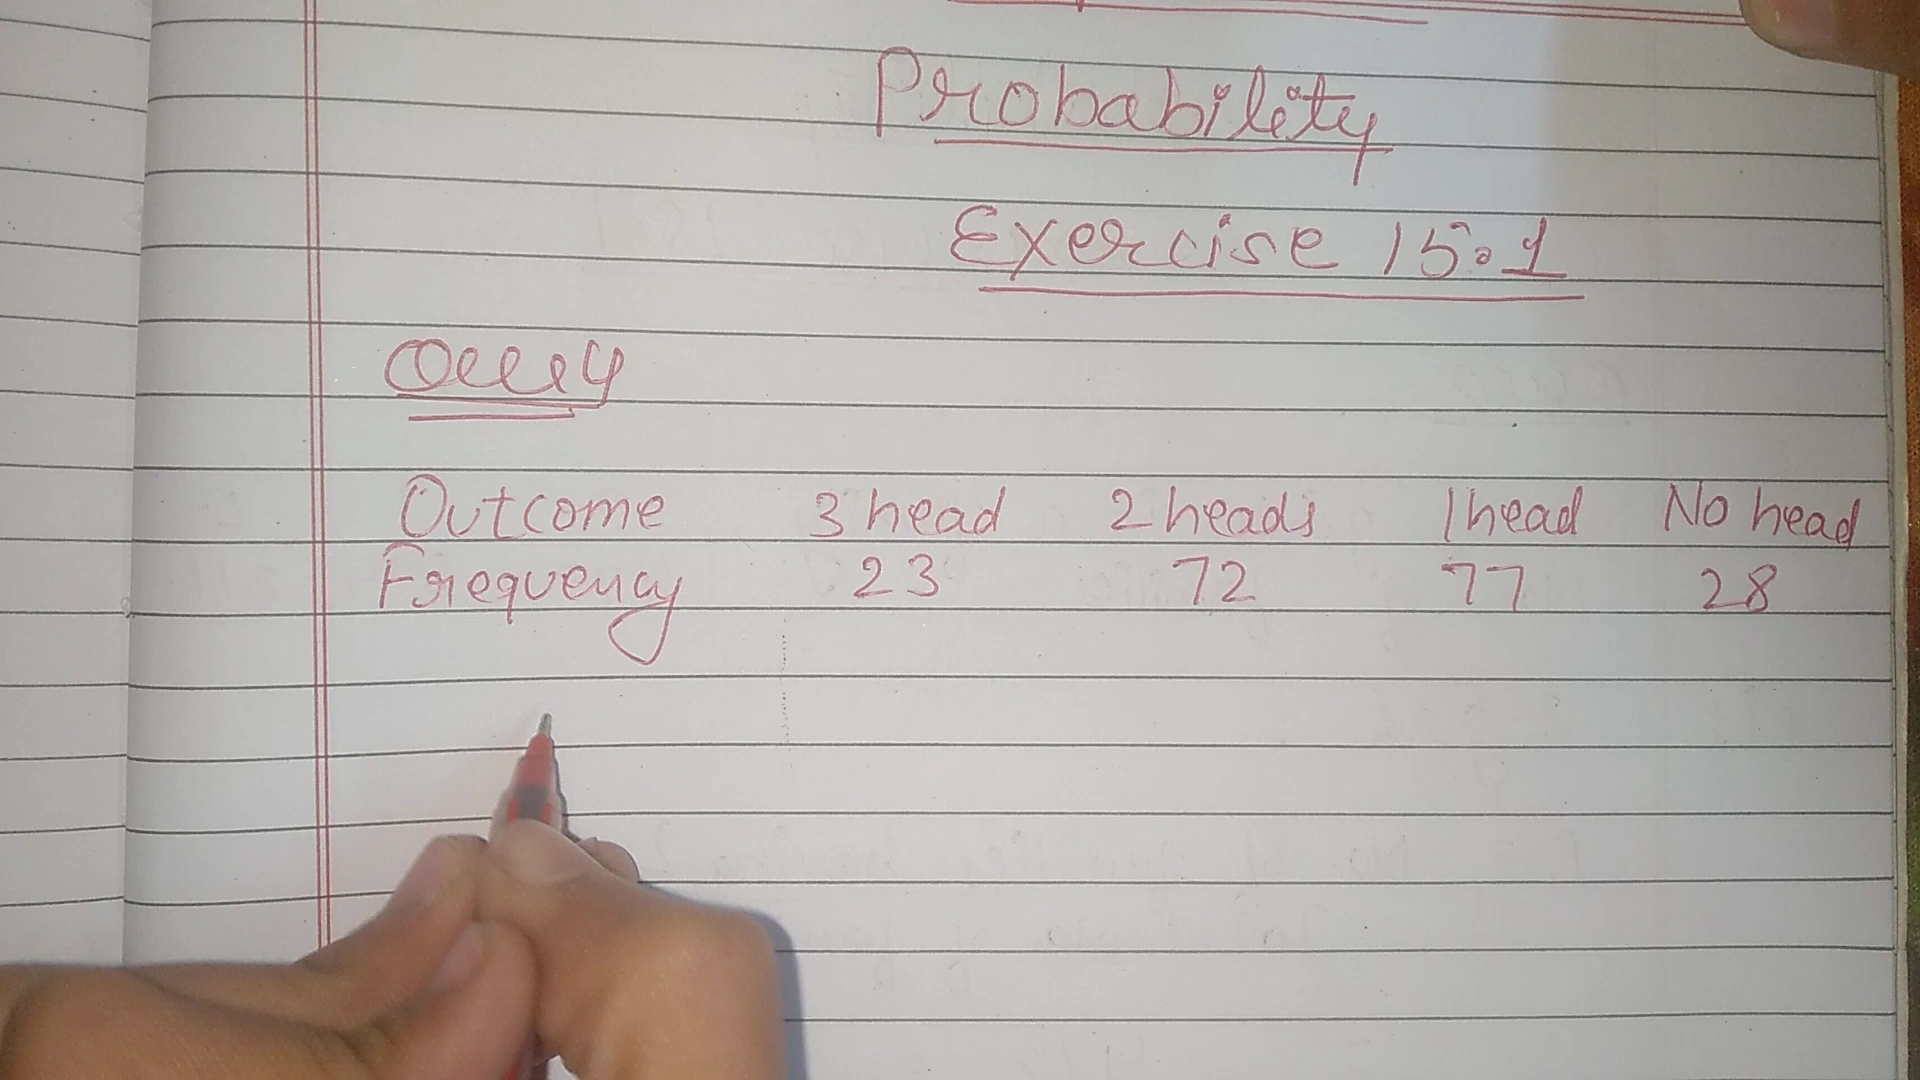 Probability
Exercise 15.1
Outcome 3 head 2 heads 1 head No head
Frequency 23 72 77 28